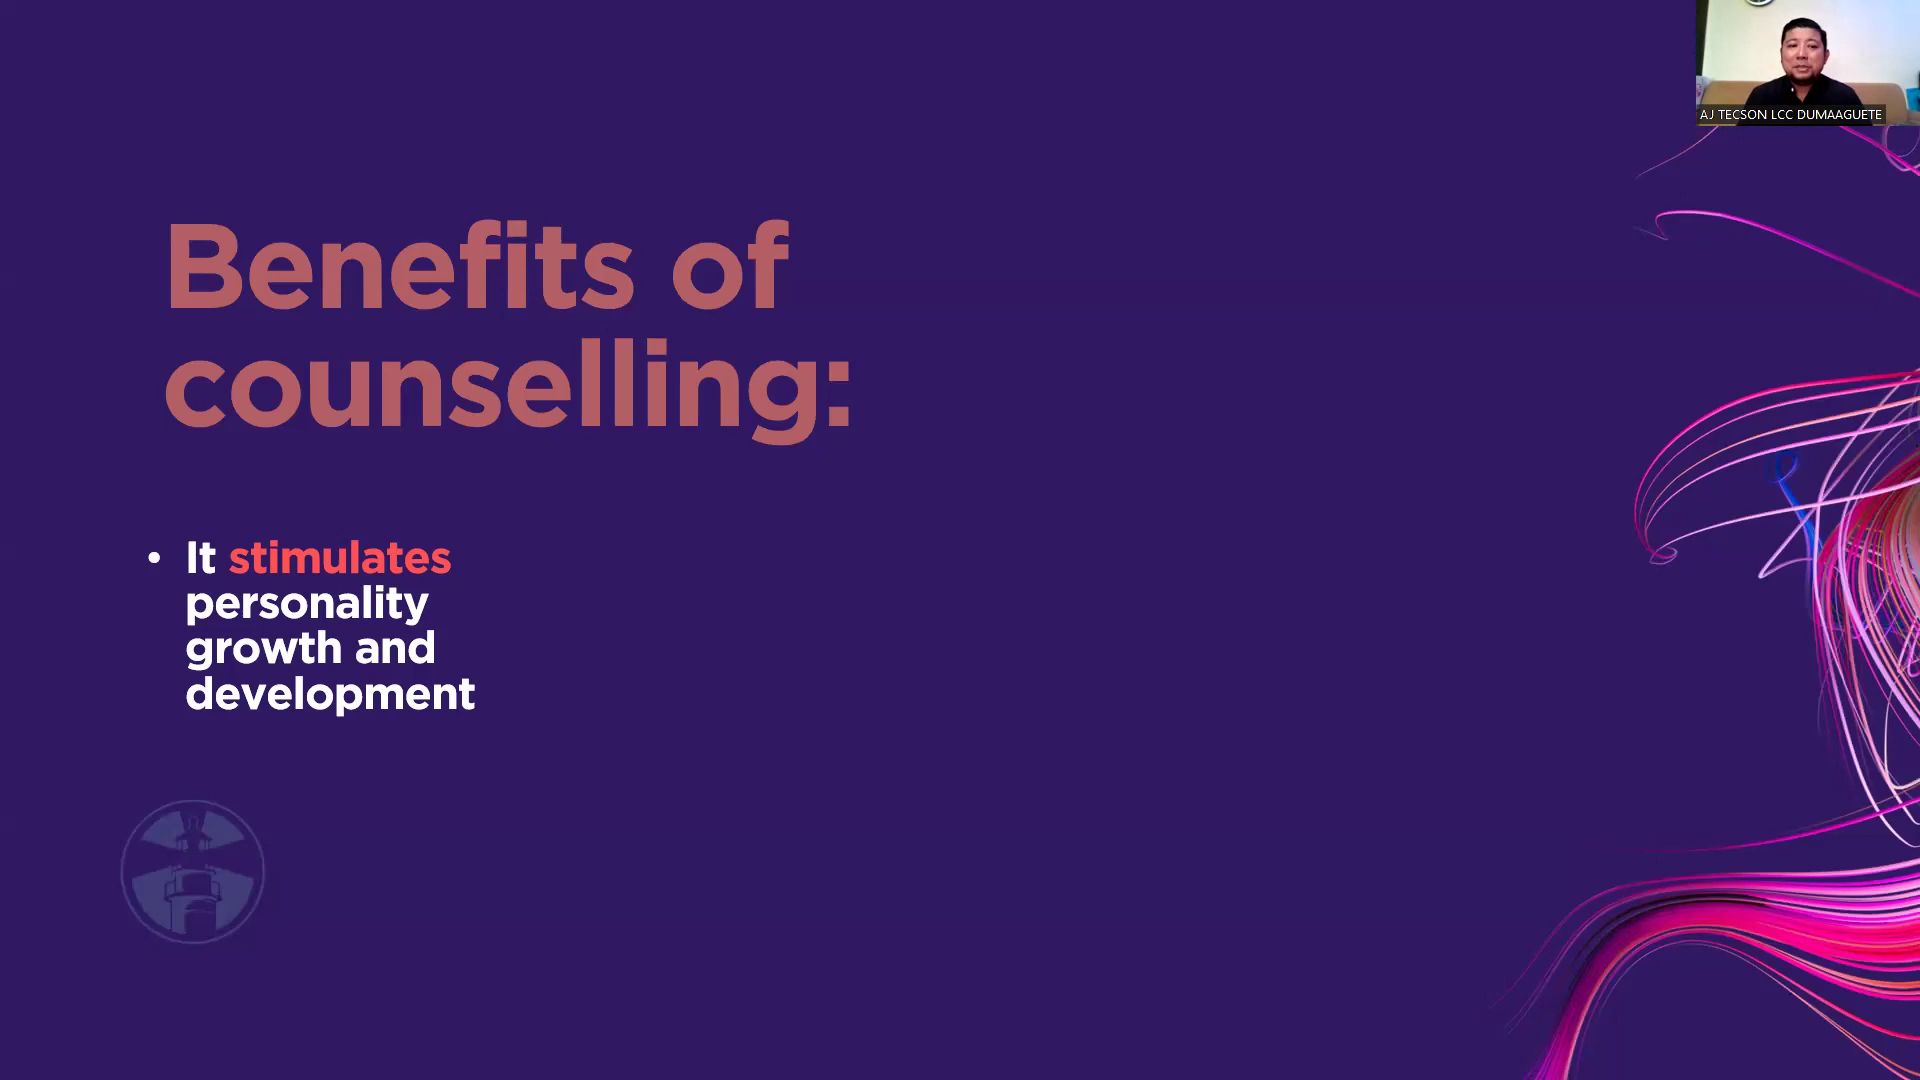 AJ TECSON LCC DUMAAGUETE
Benefits of
counselling:
• It stimulates
personality
growth and
development